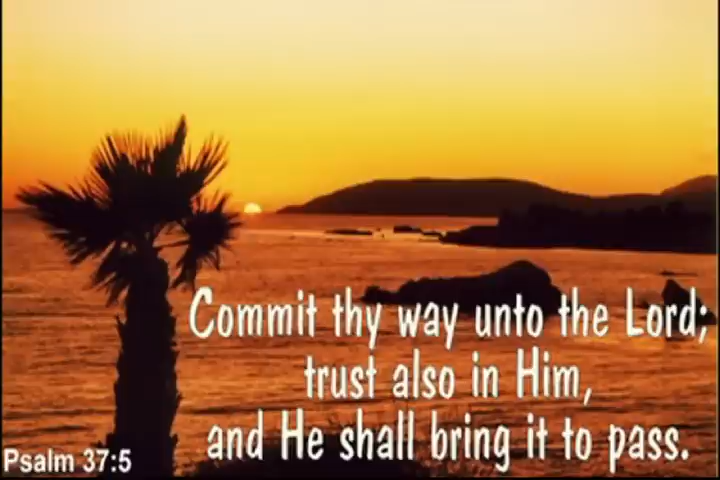 Commit thy way unto the Lord;
trust also in Him,
and He shall bring it to pass.
Psalm 37:5